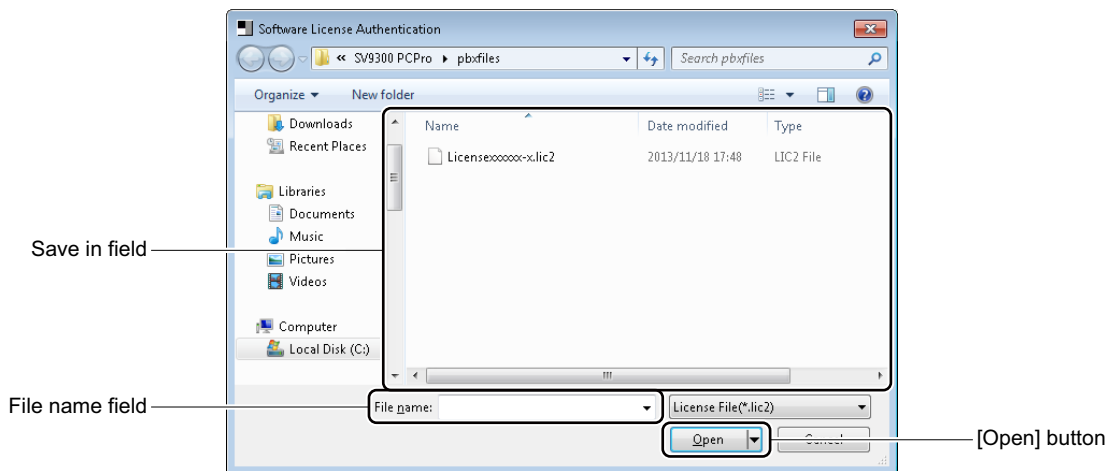 Software License Authentication
« SV9300 PCPro ▸ pbxfiles
Search pbxfiles
Organize
New folder
Downloads
Recent Places
Libraries
Documents
Music
Pictures
Videos
Computer
Local Disk (C:)
Name Date modified Type
Licensexxxxxx-x.lic2 2013/11/18 17:48 LIC2 File
Save in field
File name field
File name:
License File(*.lic2)
Open
Cancel
[Open] button